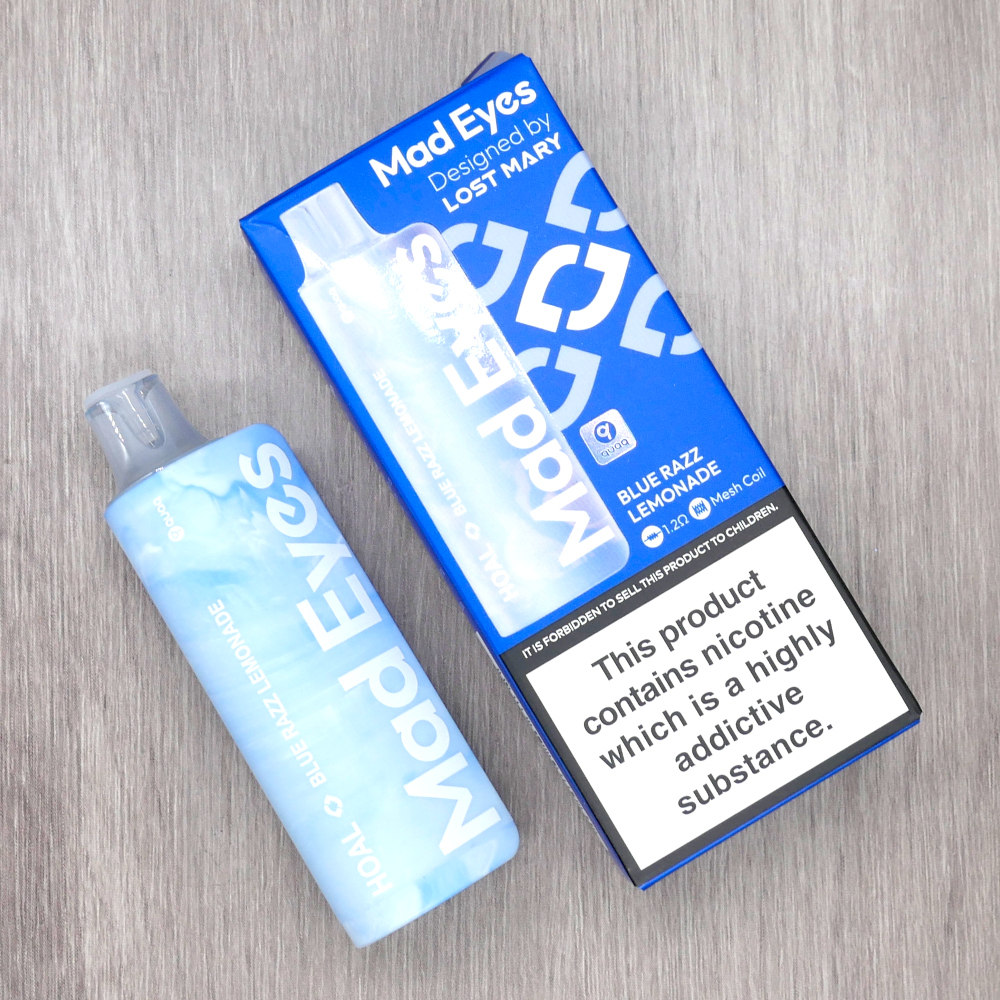 Mad Eyes
Designed by
LOST MARY
Mad Eyes
HOAL BLUE RAZZ LEMONADE
quaq
BLUE RAZZ
LEMONADE
1.2Ω Mesh Coil
IT IS FORBIDDEN TO SELL THIS PRODUCT TO CHILDREN.
This product
contains nicotine
which is a highly
addictive
substance.
Mad Eyes
HOAL BLUE RAZZ LEMONADE
quaq